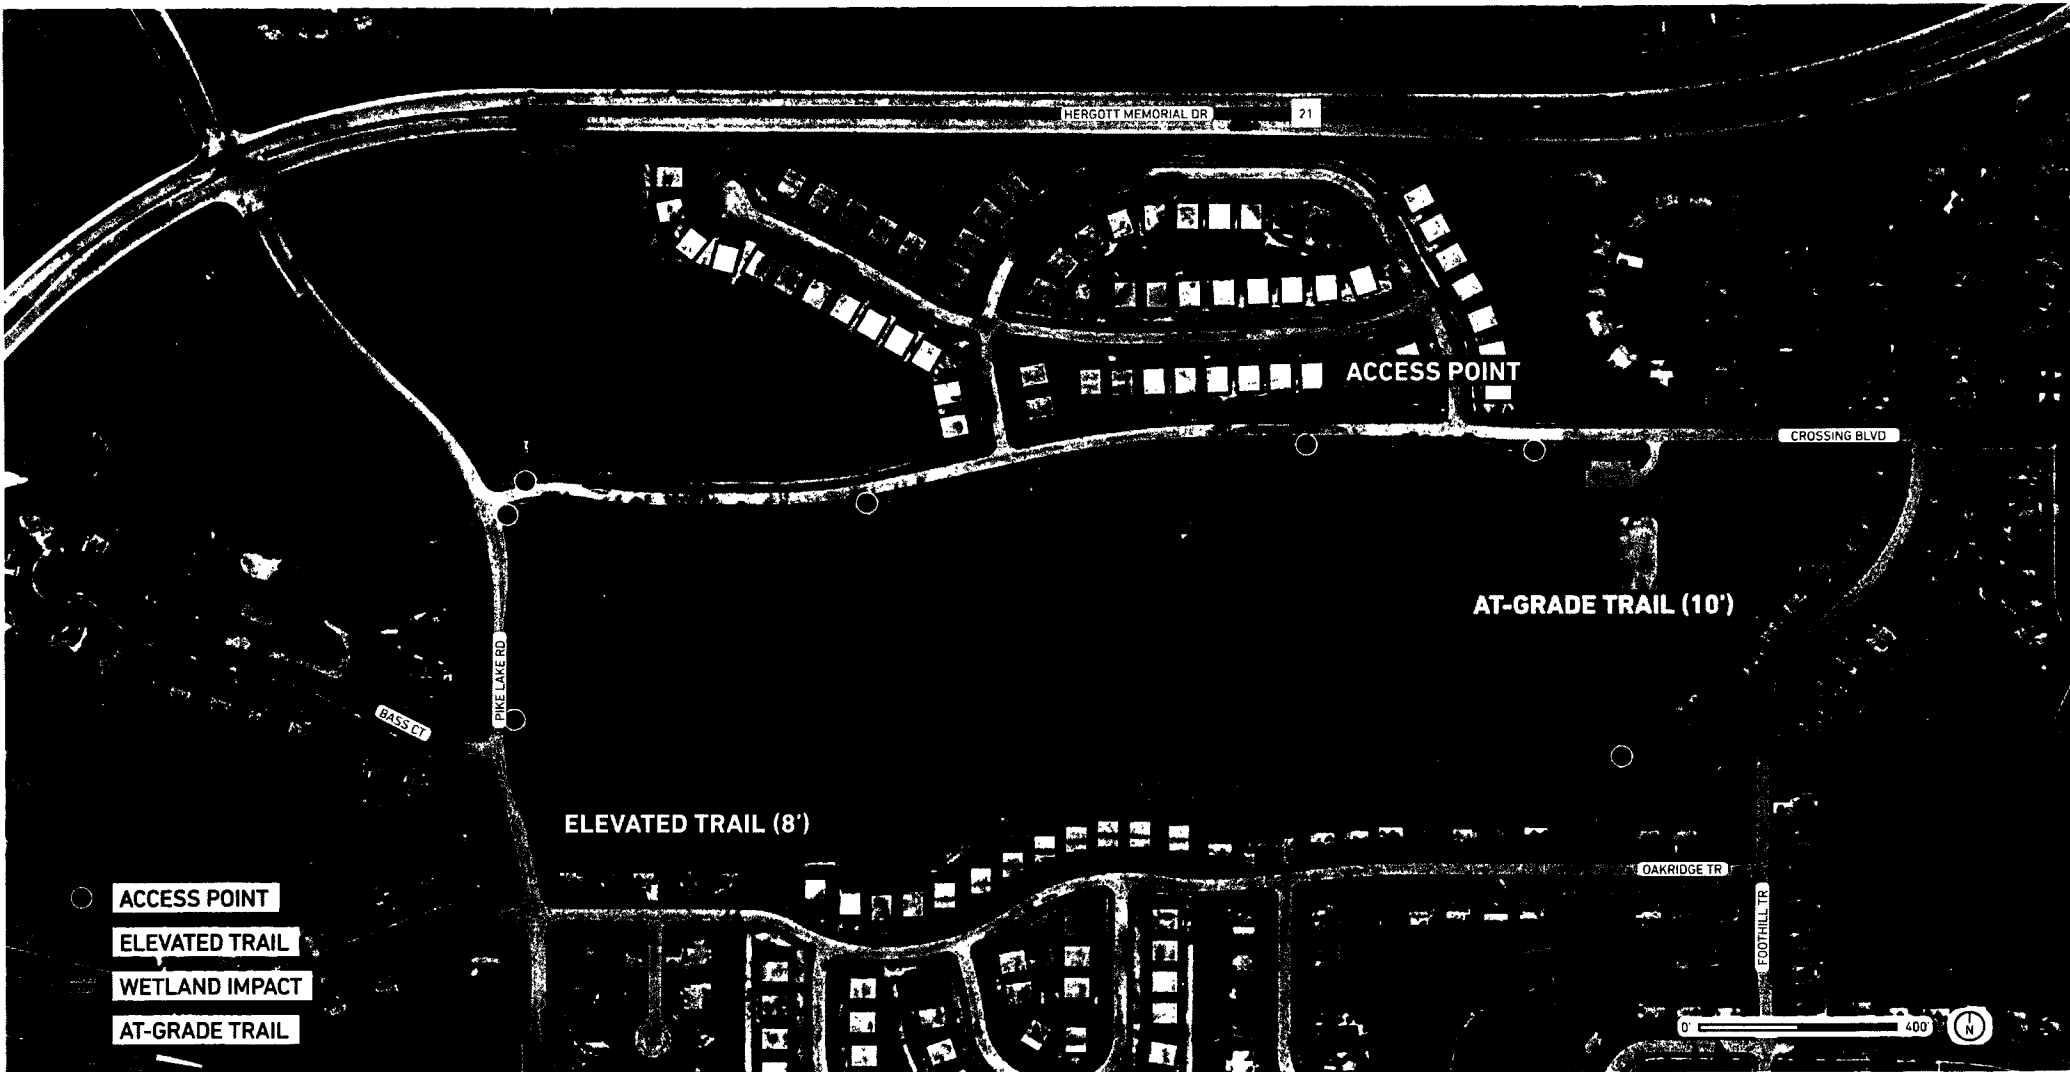 HERGOTT MEMORIAL DR
21
ACCESS POINT
CROSSING BLVD
AT-GRADE TRAIL (10')
PIKE LAKE RD
BASS CT
ELEVATED TRAIL (8')
OAKRIDGE TR
FOOTHILL TR
ACCESS POINT
ELEVATED TRAIL
WETLAND IMPACT
AT-GRADE TRAIL
0' 400'
N